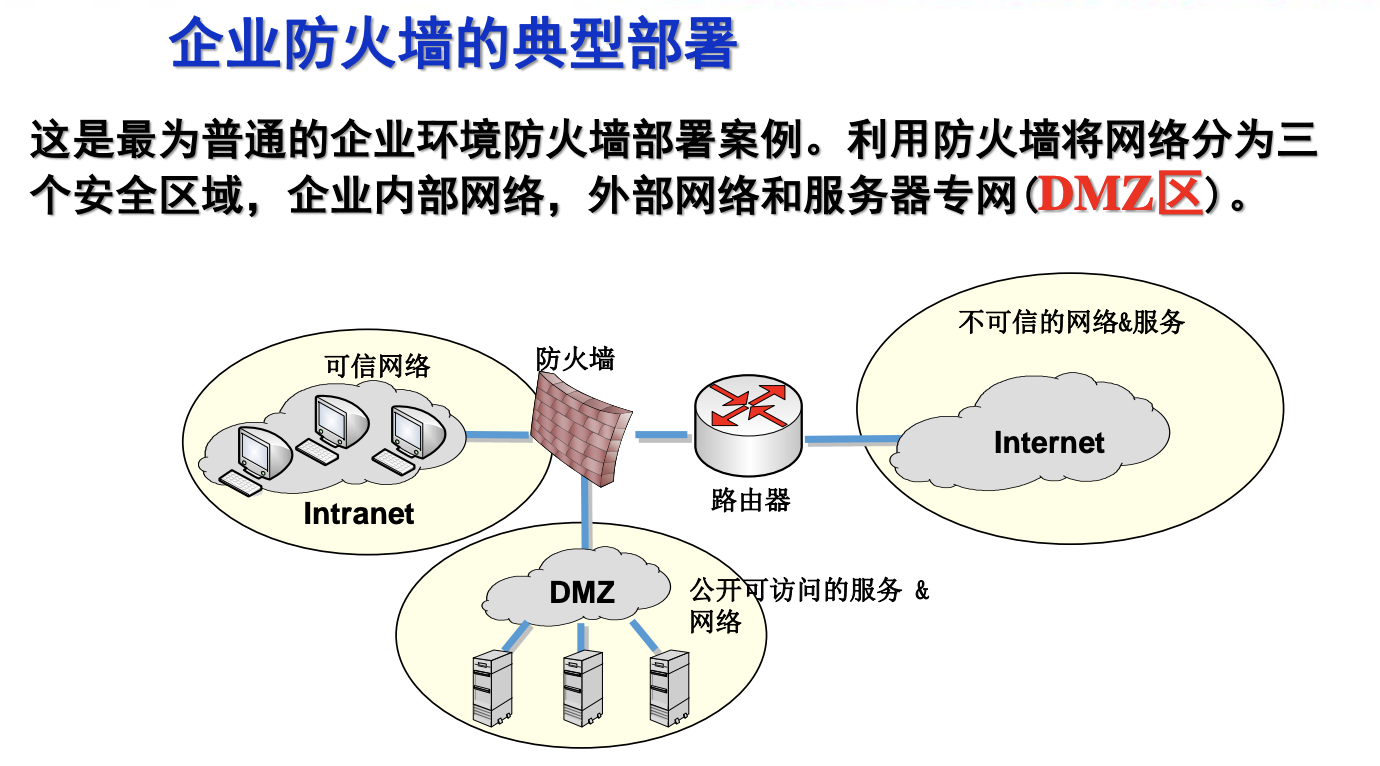 企业防火墙的典型部署
这是最为普通的企业环境防火墙部署案例。利用防火墙将网络分为三
个安全区域，企业内部网络，外部网络和服务器专网(DMZ区)。
不可信的网络&服务
防火墙
可信网络
Internet
路由器
Intranet
DMZ
公开可访问的服务 &
网络